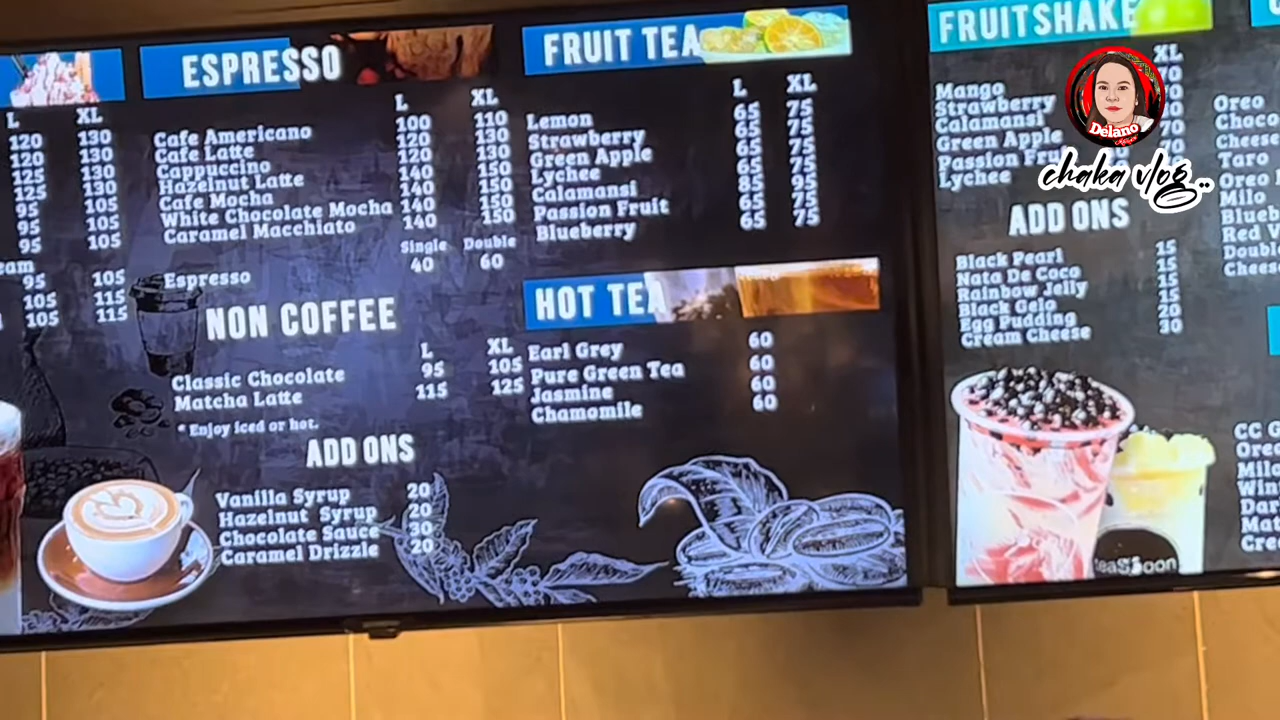 L XL
120 130
120 130
125 130
125 130
95 105
95 105
95 105
95 105
105 115
105 115
ESPRESSO
L XL
Cafe Americano 100 110
Cafe Latte 120 130
Cappuccino 120 130
Hazelnut Latte 140 150
Cafe Mocha 140 150
White Chocolate Mocha 140 150
Caramel Macchiato 140 150
Single Double
Espresso 40 60
NON COFFEE
L XL
Classic Chocolate 95 105
Matcha Latte 115 125
* Enjoy iced or hot.
ADD ONS
Vanilla Syrup 20
Hazelnut Syrup 20
Chocolate Sauce 30
Caramel Drizzle 20
FRUIT TEA
L XL
Lemon 65 75
Strawberry 65 75
Green Apple 65 75
Lychee 65 75
Calamansi 85 95
Passion Fruit 65 75
Blueberry 65 75
HOT TEA
Earl Grey 60
Pure Green Tea 60
Jasmine 60
Chamomile 60
FRUIT SHAKE
XL
Mango
Strawberry
Calamansi
Green Apple
Passion
Lychee
ADD ONS
Black Pearl 15
Nata De Coco 15
Rainbow Jelly 15
Black Gelo 15
Egg Pudding 20
Cream Cheese 30
teaSpoon
Oreo
Taro
Oreo
Milo
Délano
chaka vlog..